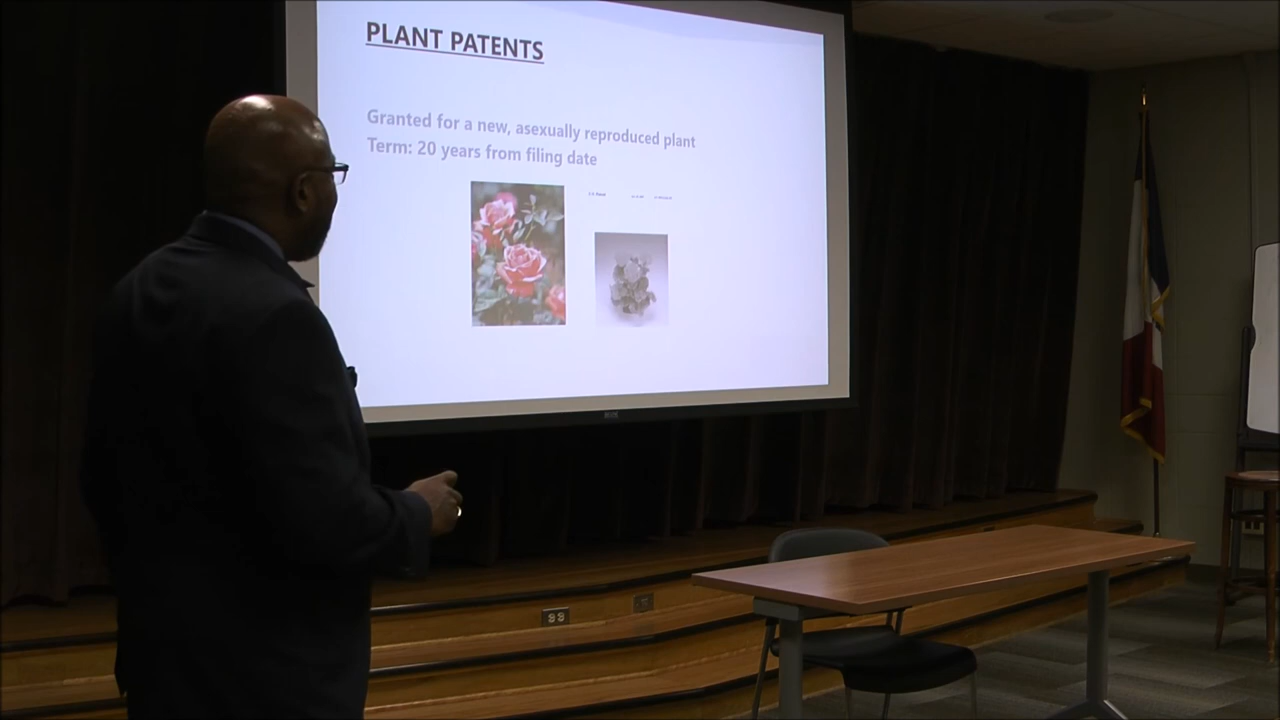 PLANT PATENTS
Granted for a new, asexually reproduced plant
Term: 20 years from filing date